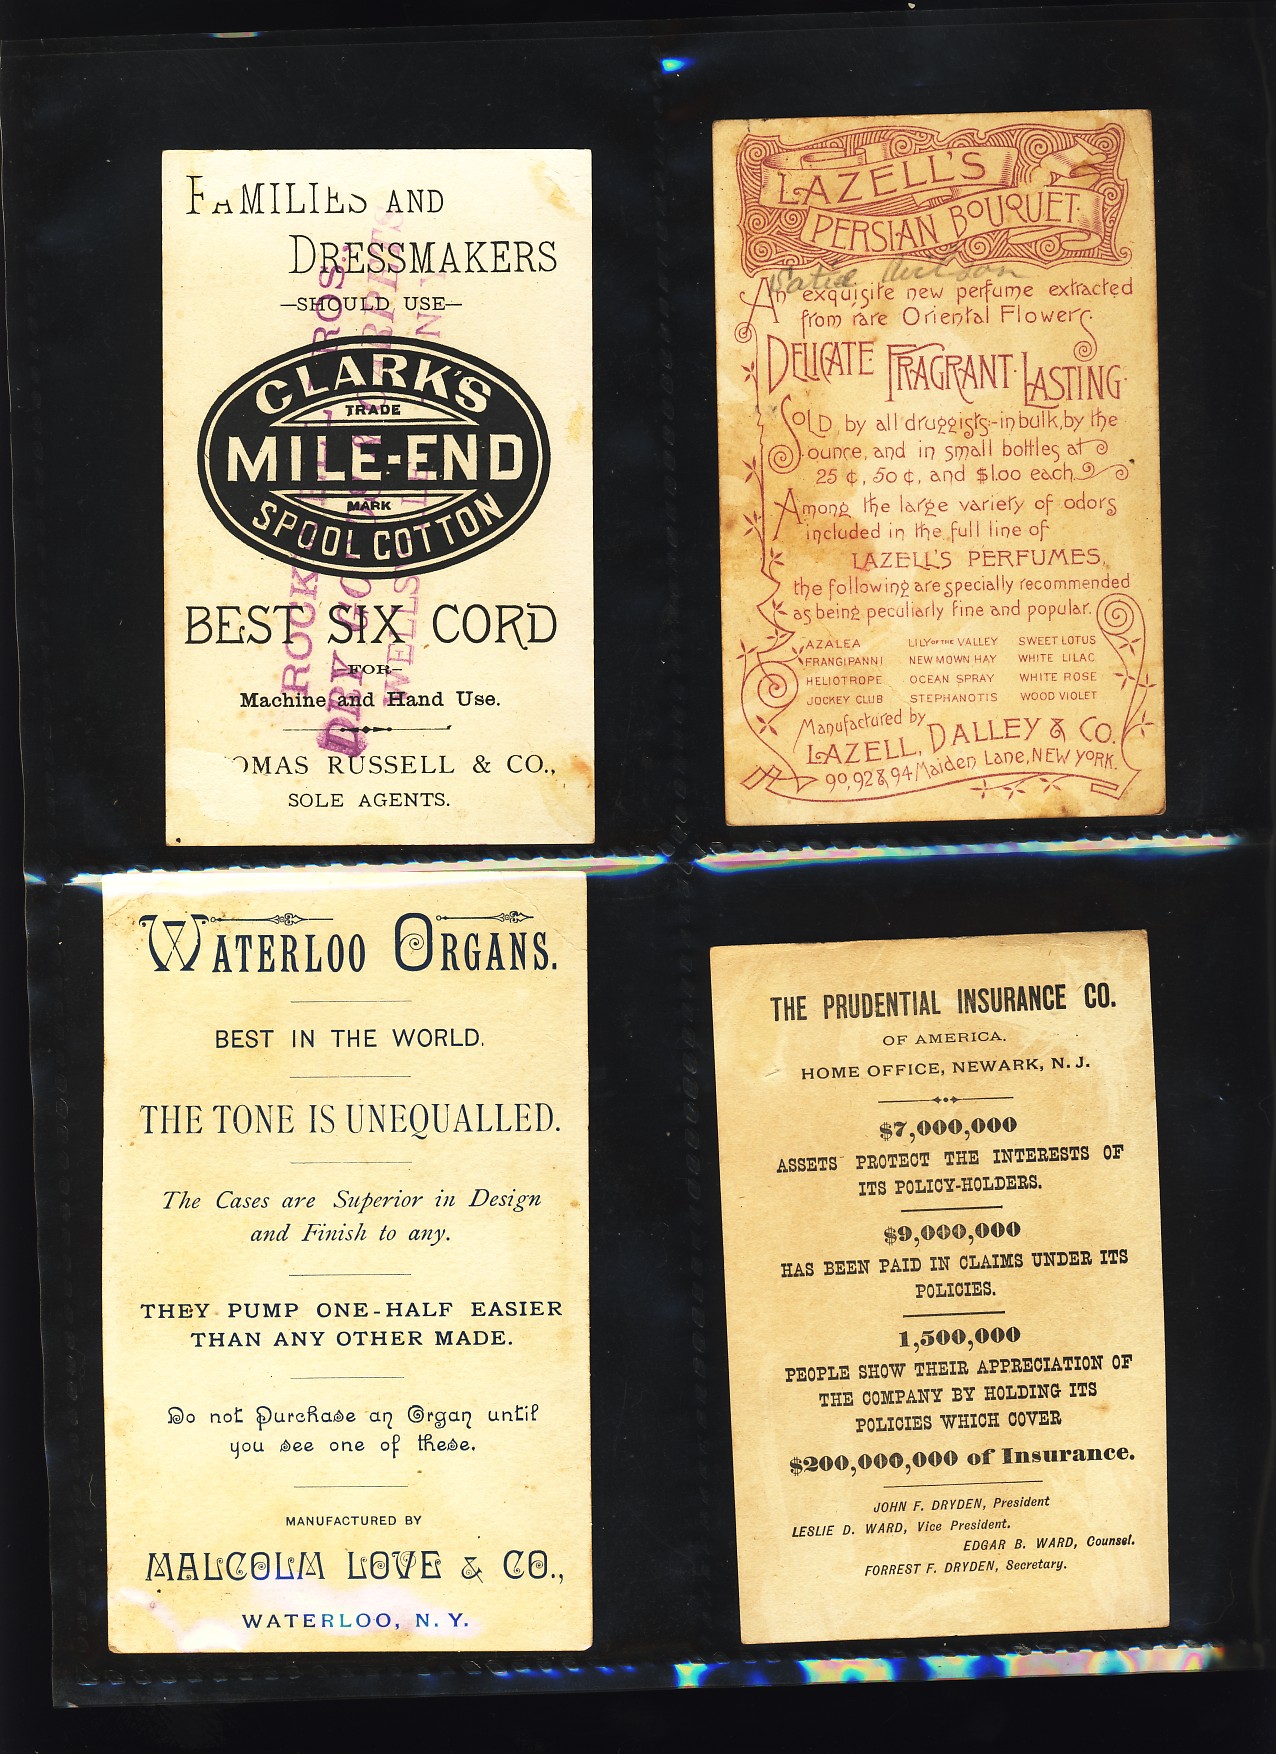 FAMILIES AND
DRESSMAKERS
—SHOULD USE—
CLARK'S
TRADE
MILE-END
MARK
SPOOL COTTON
BEST SIX CORD
—FOR—
Machine and Hand Use.
OMAS RUSSELL & CO.,
SOLE AGENTS.
ROCK ROS.
DRY GO
WELLS
LAZELL'S
PERSIAN BOUQUET.
An exquisite new perfume extracted
from rare Oriental Flowers.
DELICATE FRAGRANT LASTING
SOLD by all druggists-in bulk, by the
ounce, and in small bottles at
25 ¢, 50 ¢, and $1.00 each.
Among the large variety of odors
included in the full line of
LAZELL'S PERFUMES,
the following are specially recommended
as being peculiarly fine and popular.
AZALEA LILY OF THE VALLEY SWEET LOTUS
FRANGIPANNI NEW MOWN HAY WHITE LILAC
HELIOTROPE OCEAN SPRAY WHITE ROSE
JOCKEY CLUB STEPHANOTIS WOOD VIOLET
Manufactured by
LAZELL, DALLEY & CO.
90, 92 & 94 Maiden Lane, NEW YORK.
WATERLOO ORGANS.
BEST IN THE WORLD.
THE TONE IS UNEQUALLED.
The Cases are Superior in Design
and Finish to any.
THEY PUMP ONE-HALF EASIER
THAN ANY OTHER MADE.
Do not Purchase an Organ until
you see one of these.
MANUFACTURED BY
MALCOLM LOVE & CO.,
WATERLOO, N. Y.
THE PRUDENTIAL INSURANCE CO.
OF AMERICA.
HOME OFFICE, NEWARK, N. J.
$7,000,000
ASSETS PROTECT THE INTERESTS OF
ITS POLICY-HOLDERS.
$9,000,000
HAS BEEN PAID IN CLAIMS UNDER ITS
POLICIES.
1,500,000
PEOPLE SHOW THEIR APPRECIATION OF
THE COMPANY BY HOLDING ITS
POLICIES WHICH COVER
$200,000,000 of Insurance.
JOHN F. DRYDEN, President
LESLIE D. WARD, Vice President.
EDGAR B. WARD, Counsel.
FORREST F. DRYDEN, Secretary.